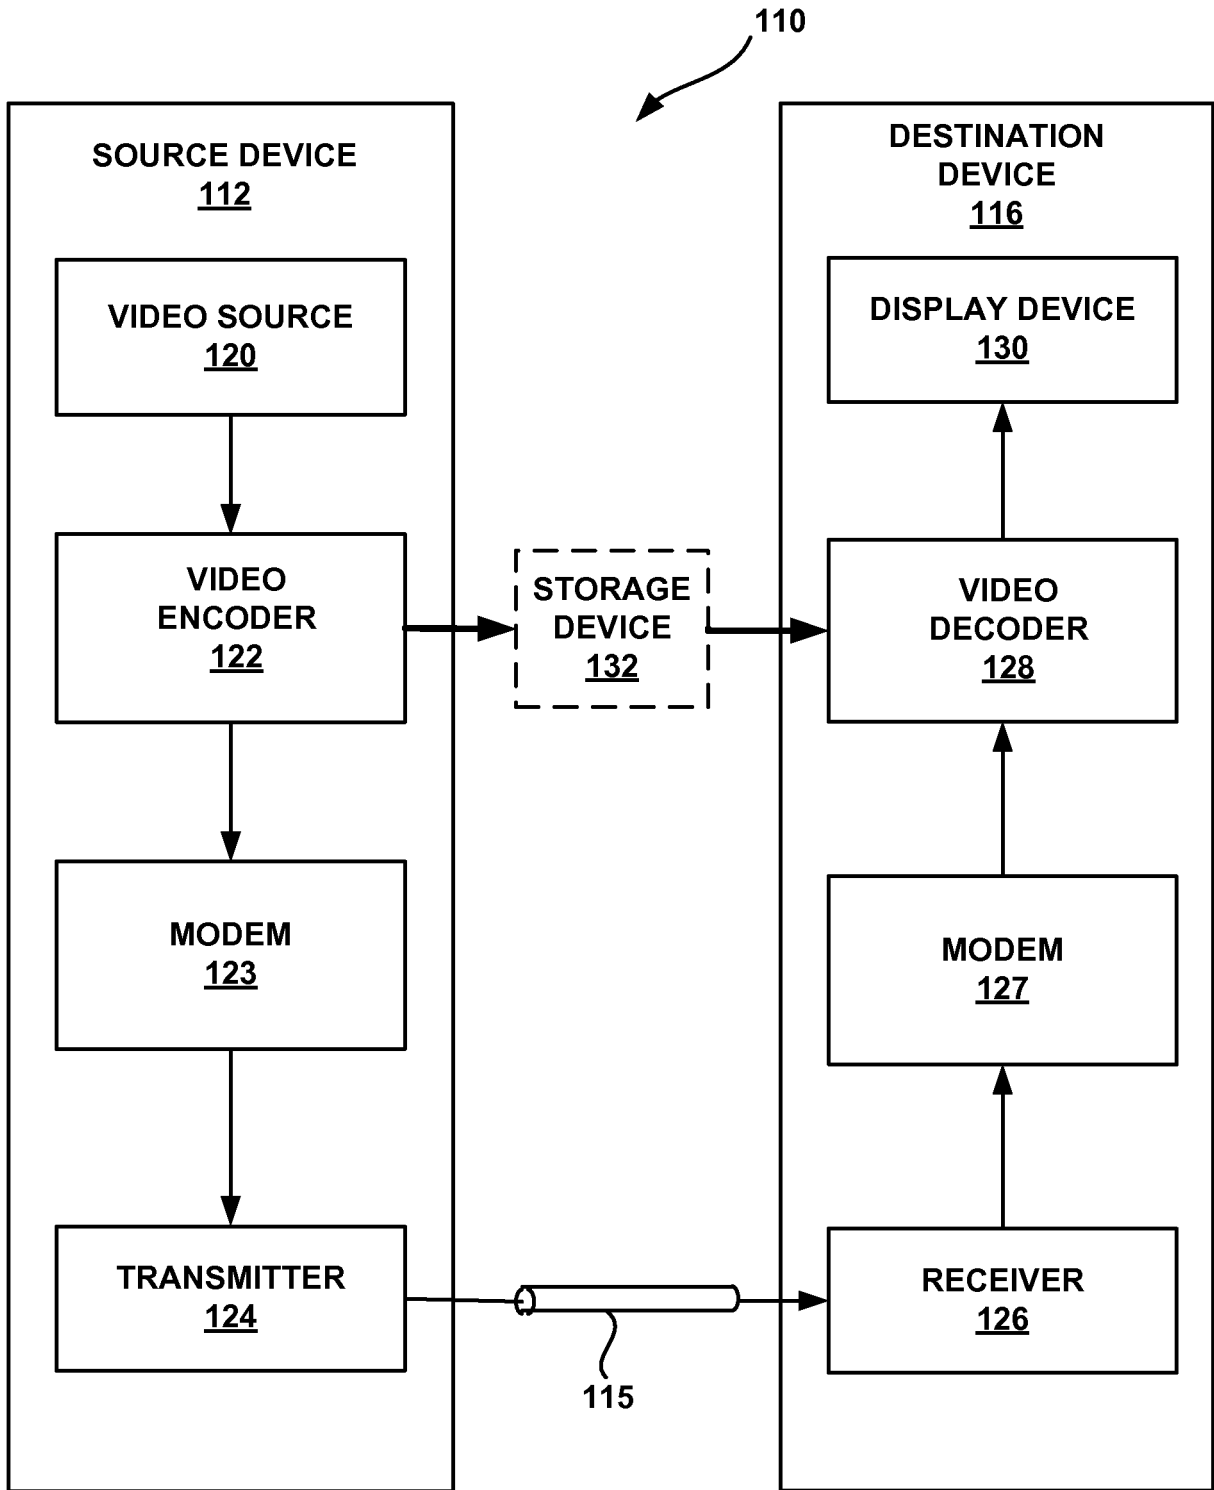 110
SOURCE DEVICE
112
VIDEO SOURCE
120
VIDEO
ENCODER
122
MODEM
123
TRANSMITTER
124
STORAGE
DEVICE
132
115
DESTINATION
DEVICE
116
DISPLAY DEVICE
130
VIDEO
DECODER
128
MODEM
127
RECEIVER
126